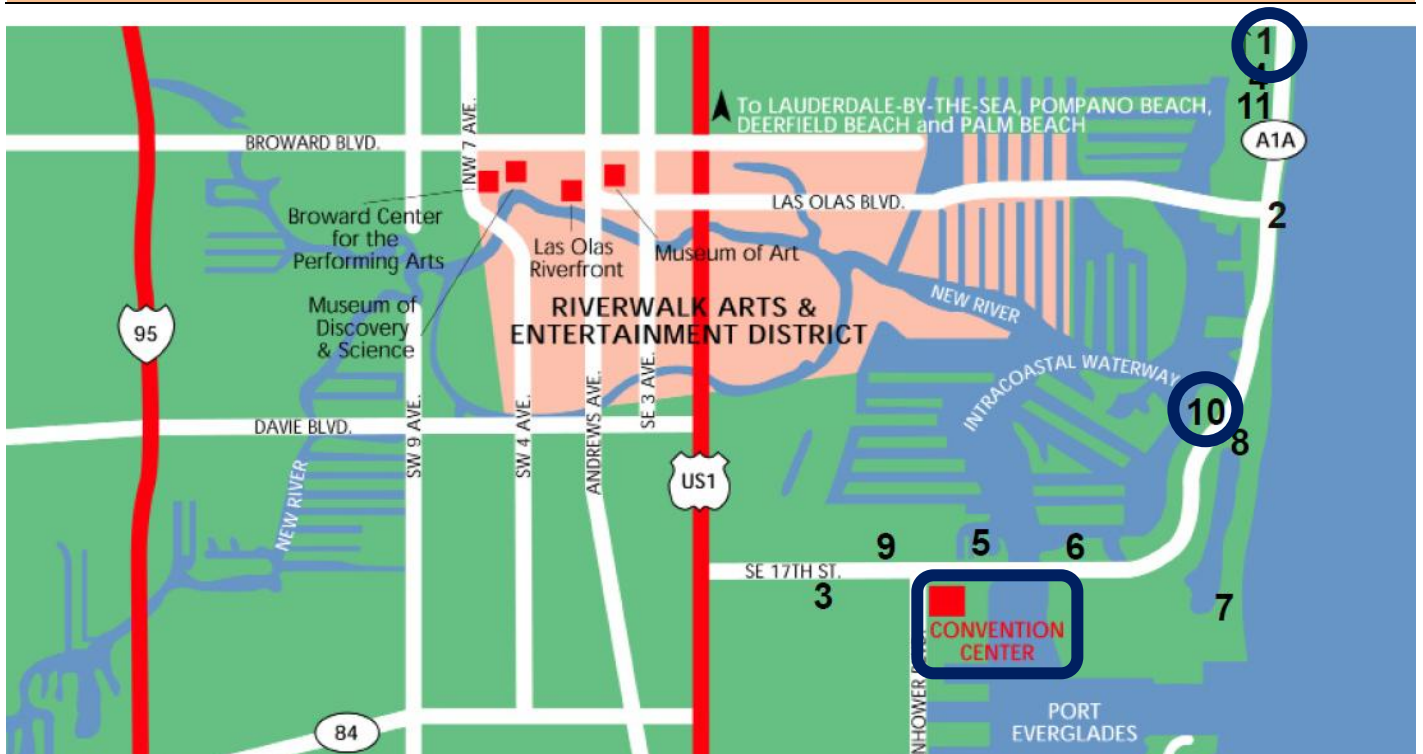 1
4
11
To LAUDERDALE-BY-THE-SEA, POMPANO BEACH,
DEERFIELD BEACH and PALM BEACH
NW 7 AVE.
BROWARD BLVD.
A1A
LAS OLAS BLVD.
2
Broward Center
for the
Performing Arts
Las Olas
Riverfront
Museum of Art
Museum of
Discovery
& Science
RIVERWALK ARTS &
ENTERTAINMENT DISTRICT
NEW RIVER
95
INTRACOASTAL WATERWAY
10
8
DAVIE BLVD.
SW 9 AVE.
SW 4 AVE.
ANDREWS AVE.
SE 3 AVE.
US1
NEW RIVER
9
5
6
SE 17TH ST.
3
7
CONVENTION
CENTER
PORT
EVERGLADES
84